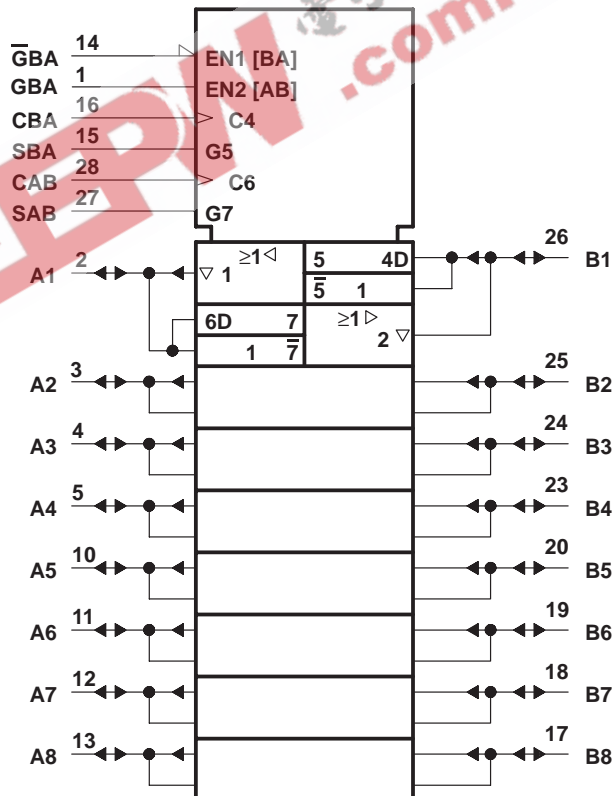 G̅BA 14 EN1 [BA]
GBA 1 EN2 [AB]
CBA 16 C4
SBA 15 G5
CAB 28 C6
SAB 27 G7
.com
A1 2 ▽ 1 ≥1 ◁ 5 4D 26 B1
5̅ 1
6D 7 ≥1 ▷
1 7̅ 2 ▽
A2 3 25 B2
A3 4 24 B3
A4 5 23 B4
A5 10 20 B5
A6 11 19 B6
A7 12 18 B7
A8 13 17 B8